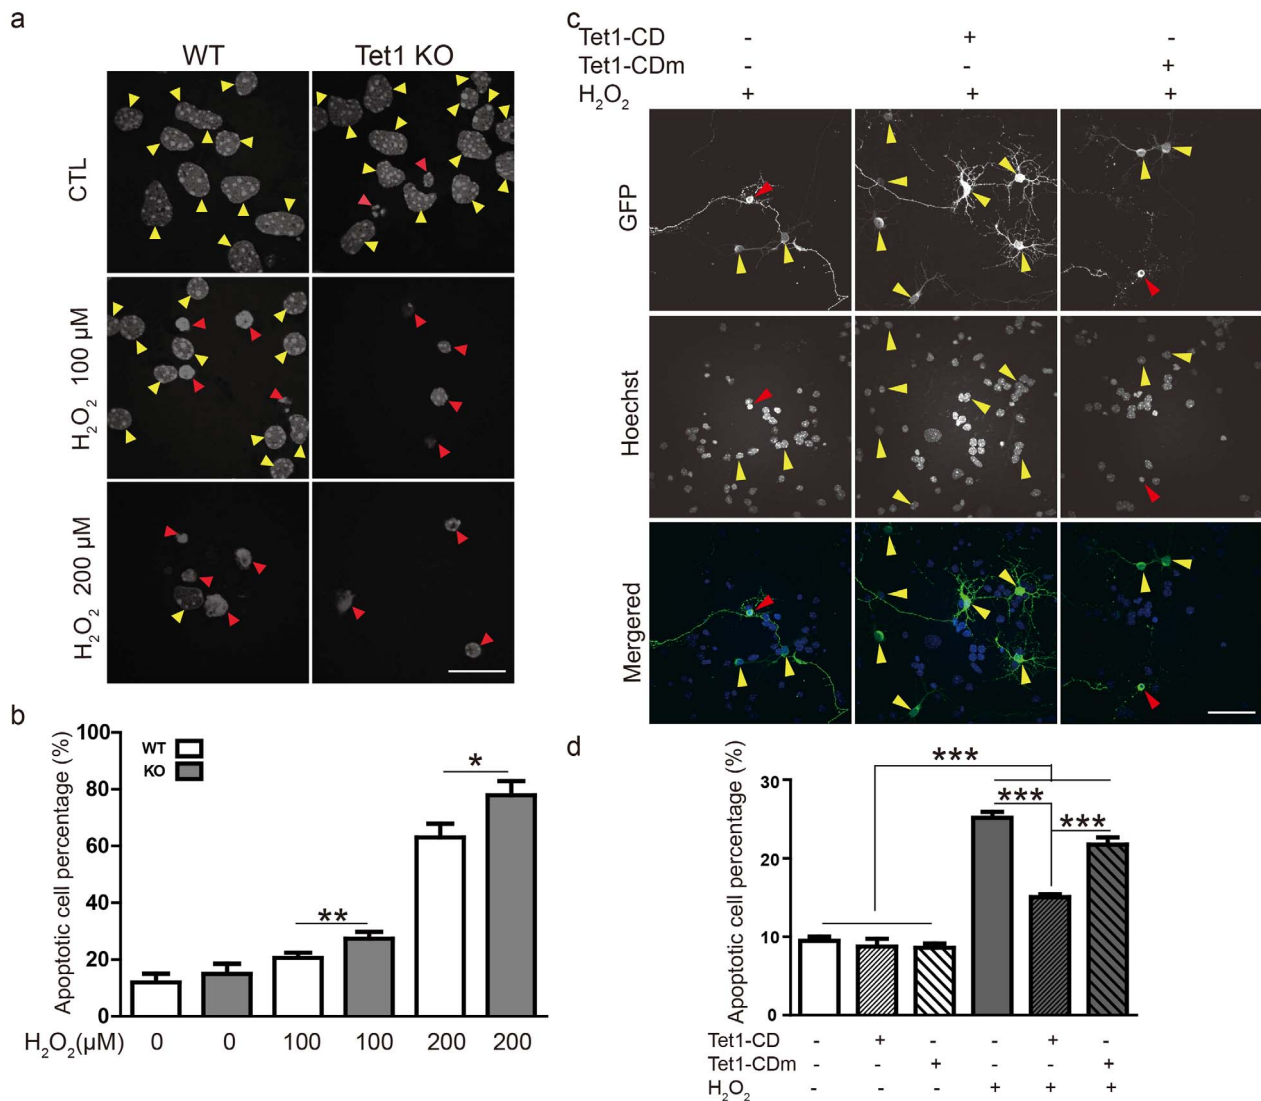 a
WT
Tet1 KO
CTL
H₂O₂ 100 µM
H₂O₂ 200 µM
b
Apoptotic cell percentage (%)
100
80
60
40
20
0
WT
KO
*
**
H₂O₂(µM) 0 0 100 100 200 200
c
Tet1-CD - + -
Tet1-CDm - - +
H₂O₂ + + +
GFP
Hoechst
Mergered
d
Apoptotic cell percentage (%)
30
20
10
0
***
*** ***
Tet1-CD - + - - + -
Tet1-CDm - - + - - +
H₂O₂ - - - + + +